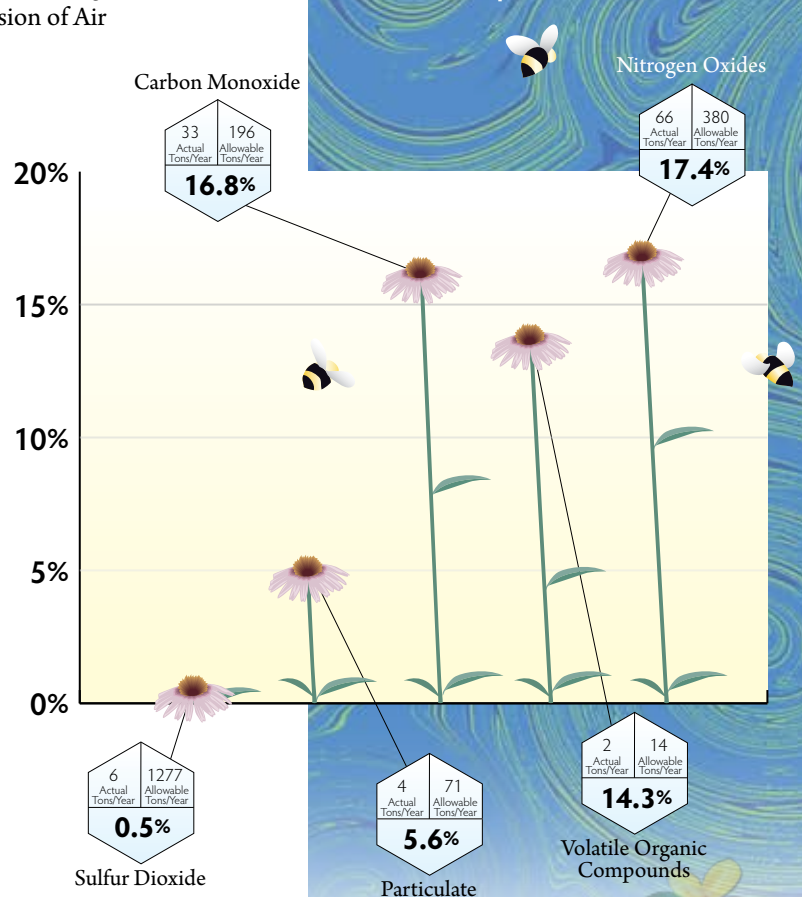 sion of Air
Carbon Monoxide
33 196
Actual Allowable
Tons/Year Tons/Year
16.8%
Nitrogen Oxides
66 380
Actual Allowable
Tons/Year Tons/Year
17.4%
20%
15%
10%
5%
0%
6 1277
Actual Allowable
Tons/Year Tons/Year
0.5%
Sulfur Dioxide
4 71
Actual Allowable
Tons/Year Tons/Year
5.6%
Particulate
2 14
Actual Allowable
Tons/Year Tons/Year
14.3%
Volatile Organic
Compounds